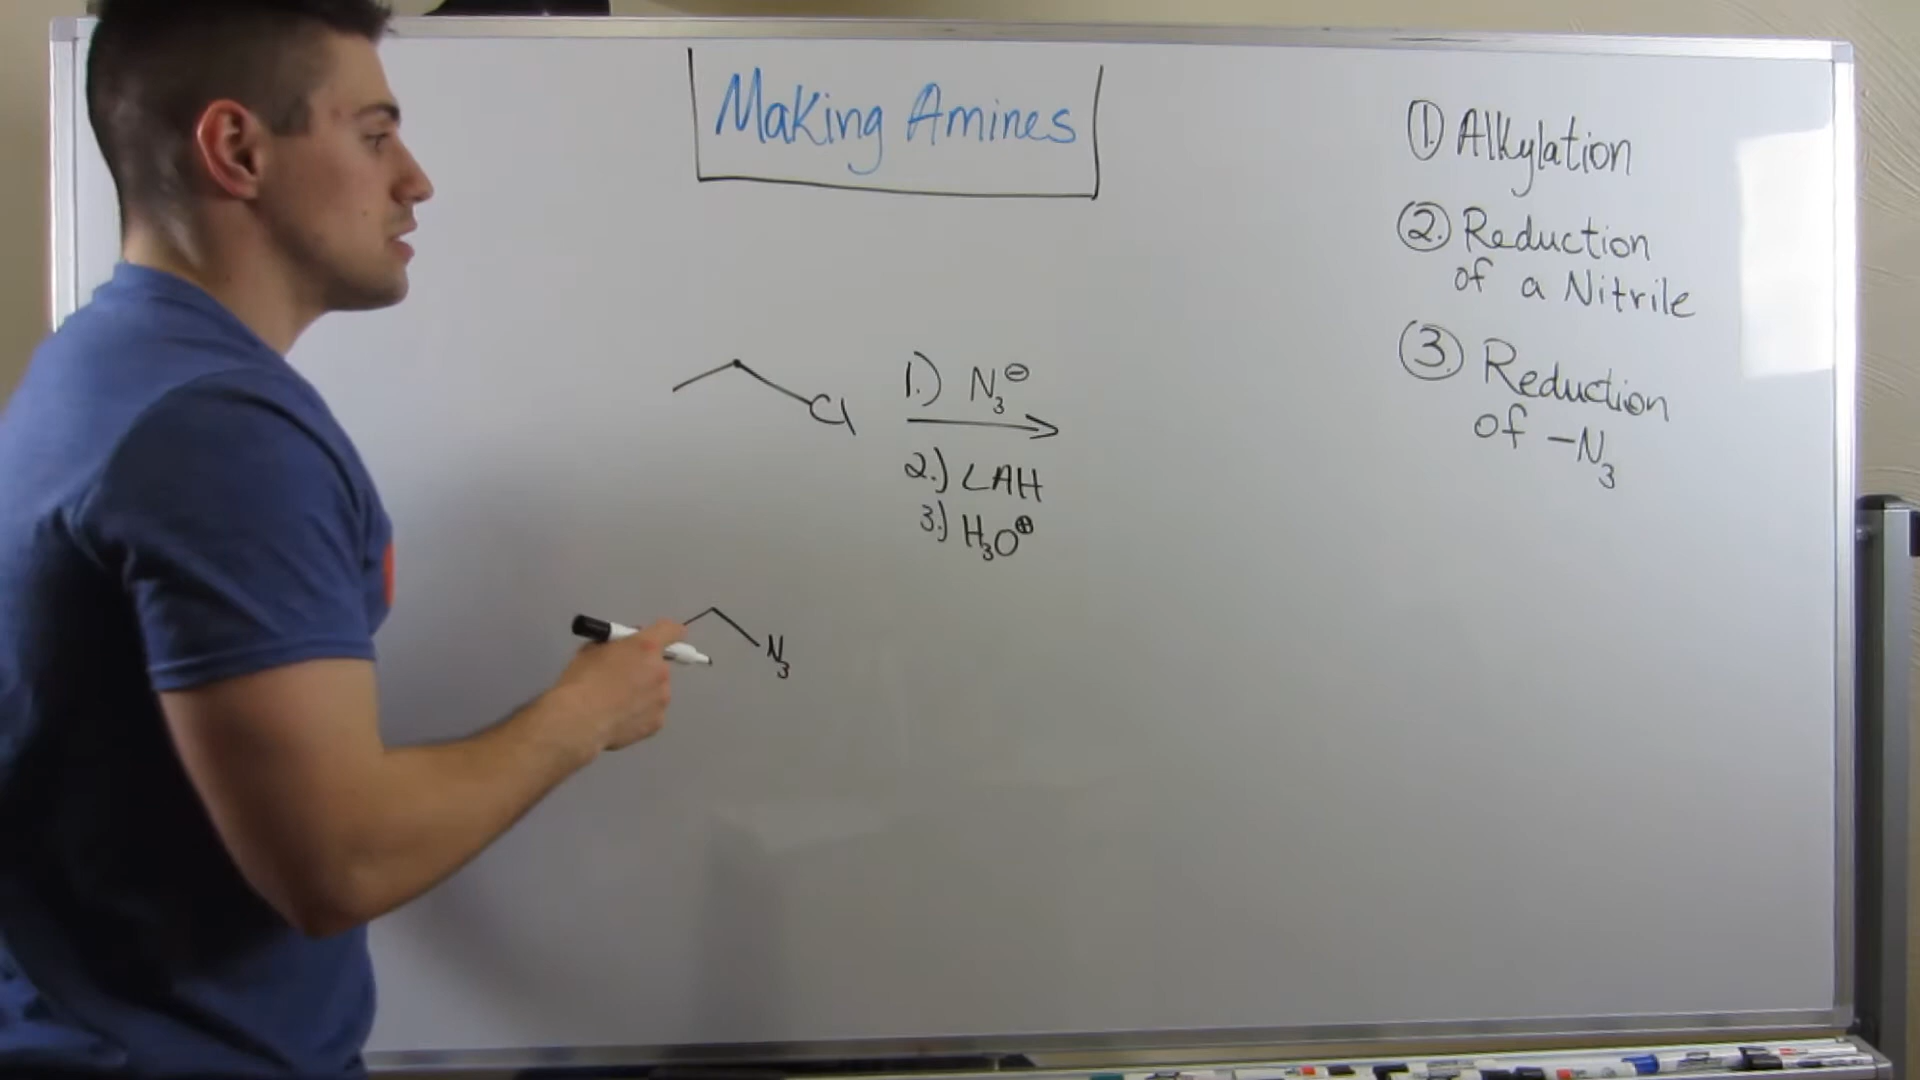 Making Amines
Cl
1.) N₃⊖
2.) LAH
3.) H₃O⊕
N₃
①. Alkylation
②. Reduction
of a Nitrile
③. Reduction
of –N₃